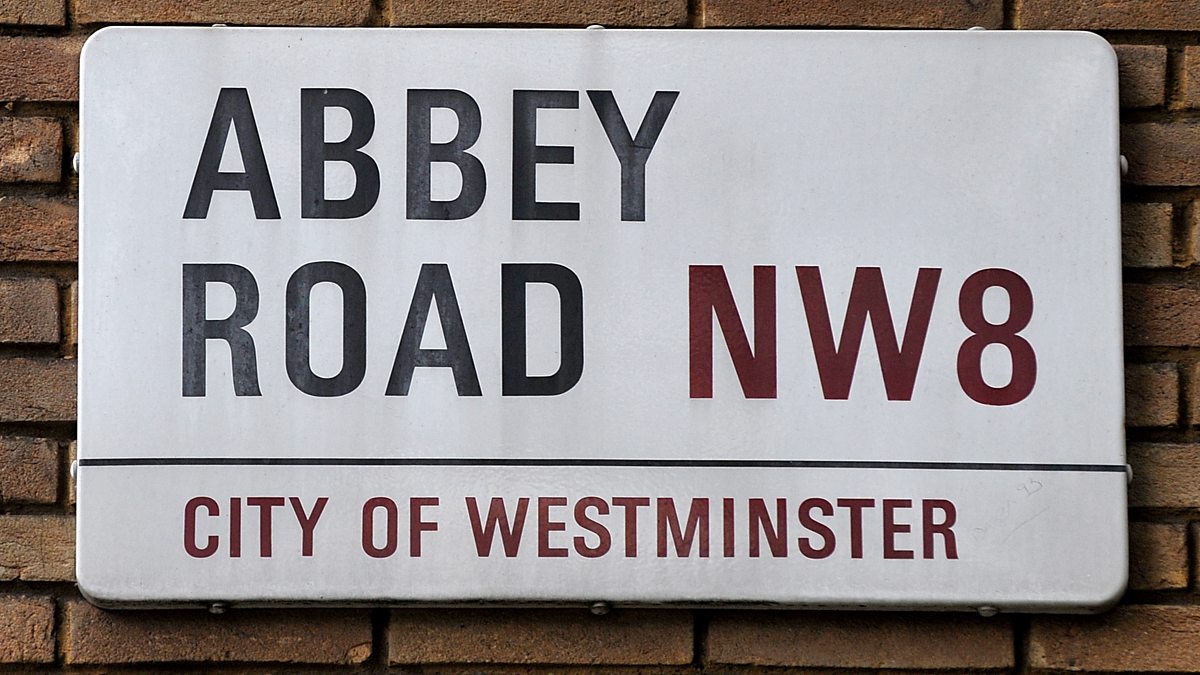 ABBEY
ROAD NW8
CITY OF WESTMINSTER